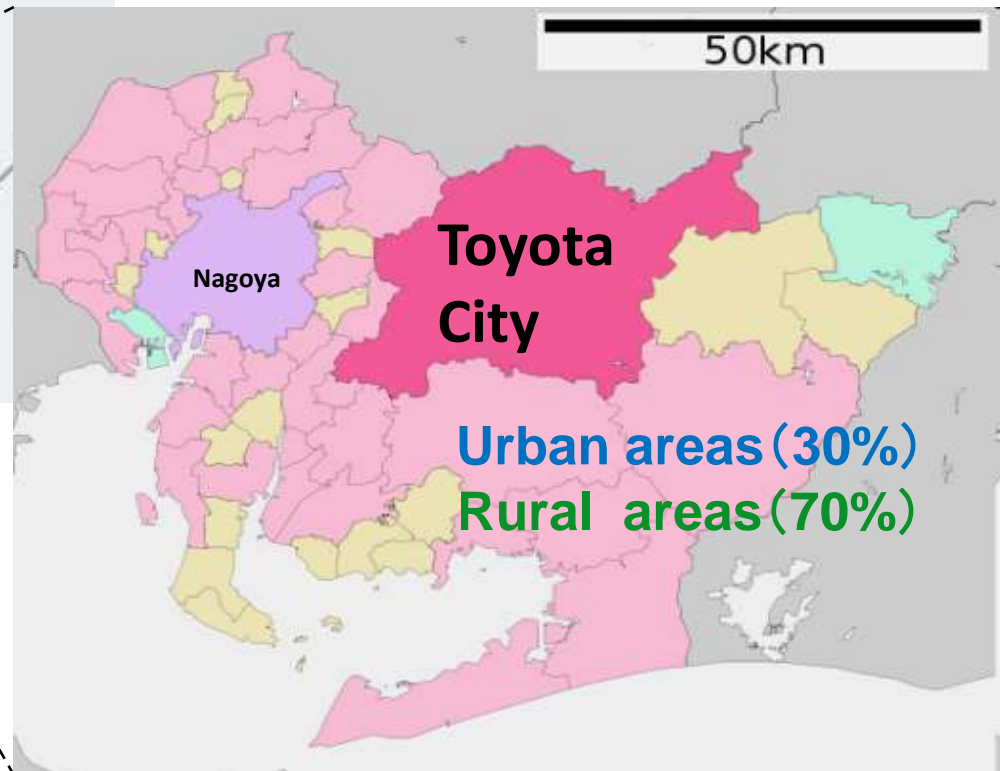 50km
Toyota
City
Nagoya
Urban areas（30%）
Rural areas（70%）